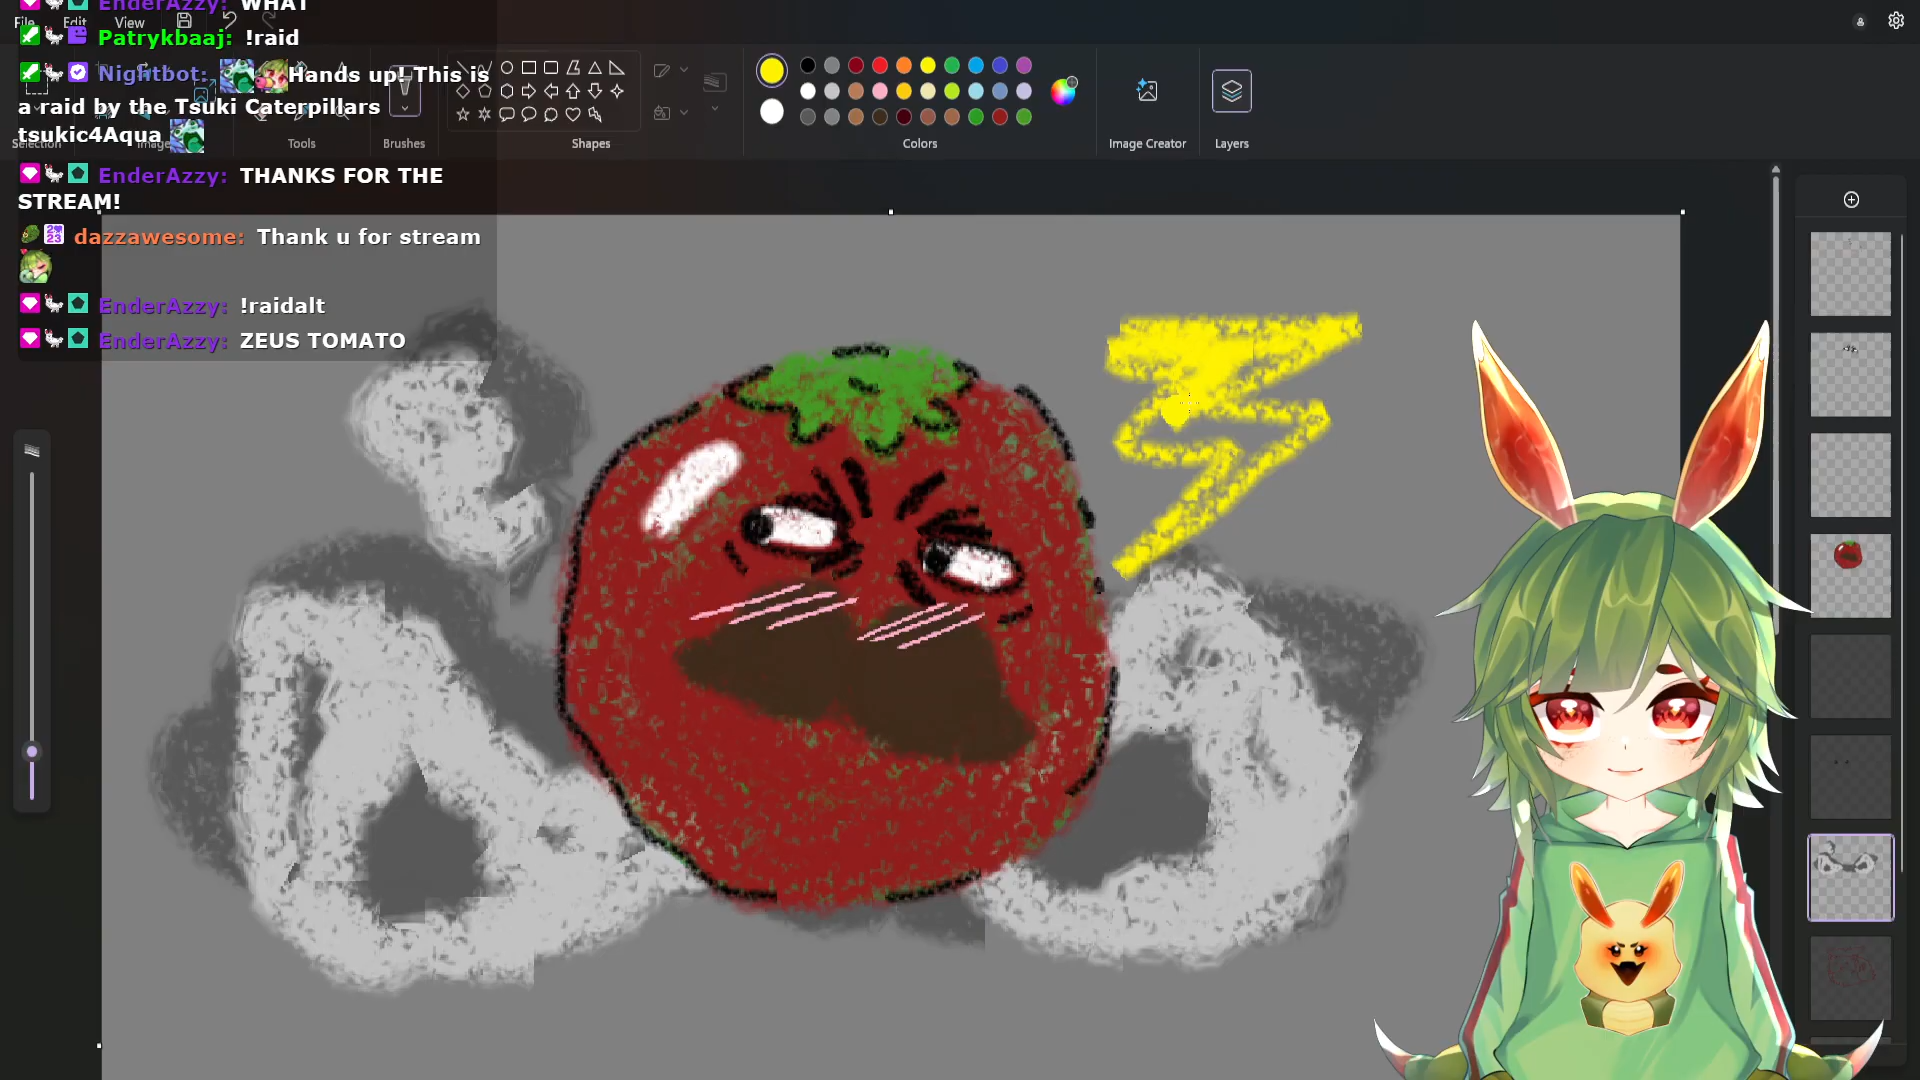 EnderAzzy: WHAT
File Edit View
Patrykbaaj: !raid
Nightbot: Hands up! This is
a raid by the Tsuki Caterpillars
tsukic4Aqua
Selection Image Tools Brushes Shapes Colors Image Creator Layers
EnderAzzy: THANKS FOR THE
STREAM!
dazzawesome: Thank u for stream
EnderAzzy: !raidalt
EnderAzzy: ZEUS TOMATO